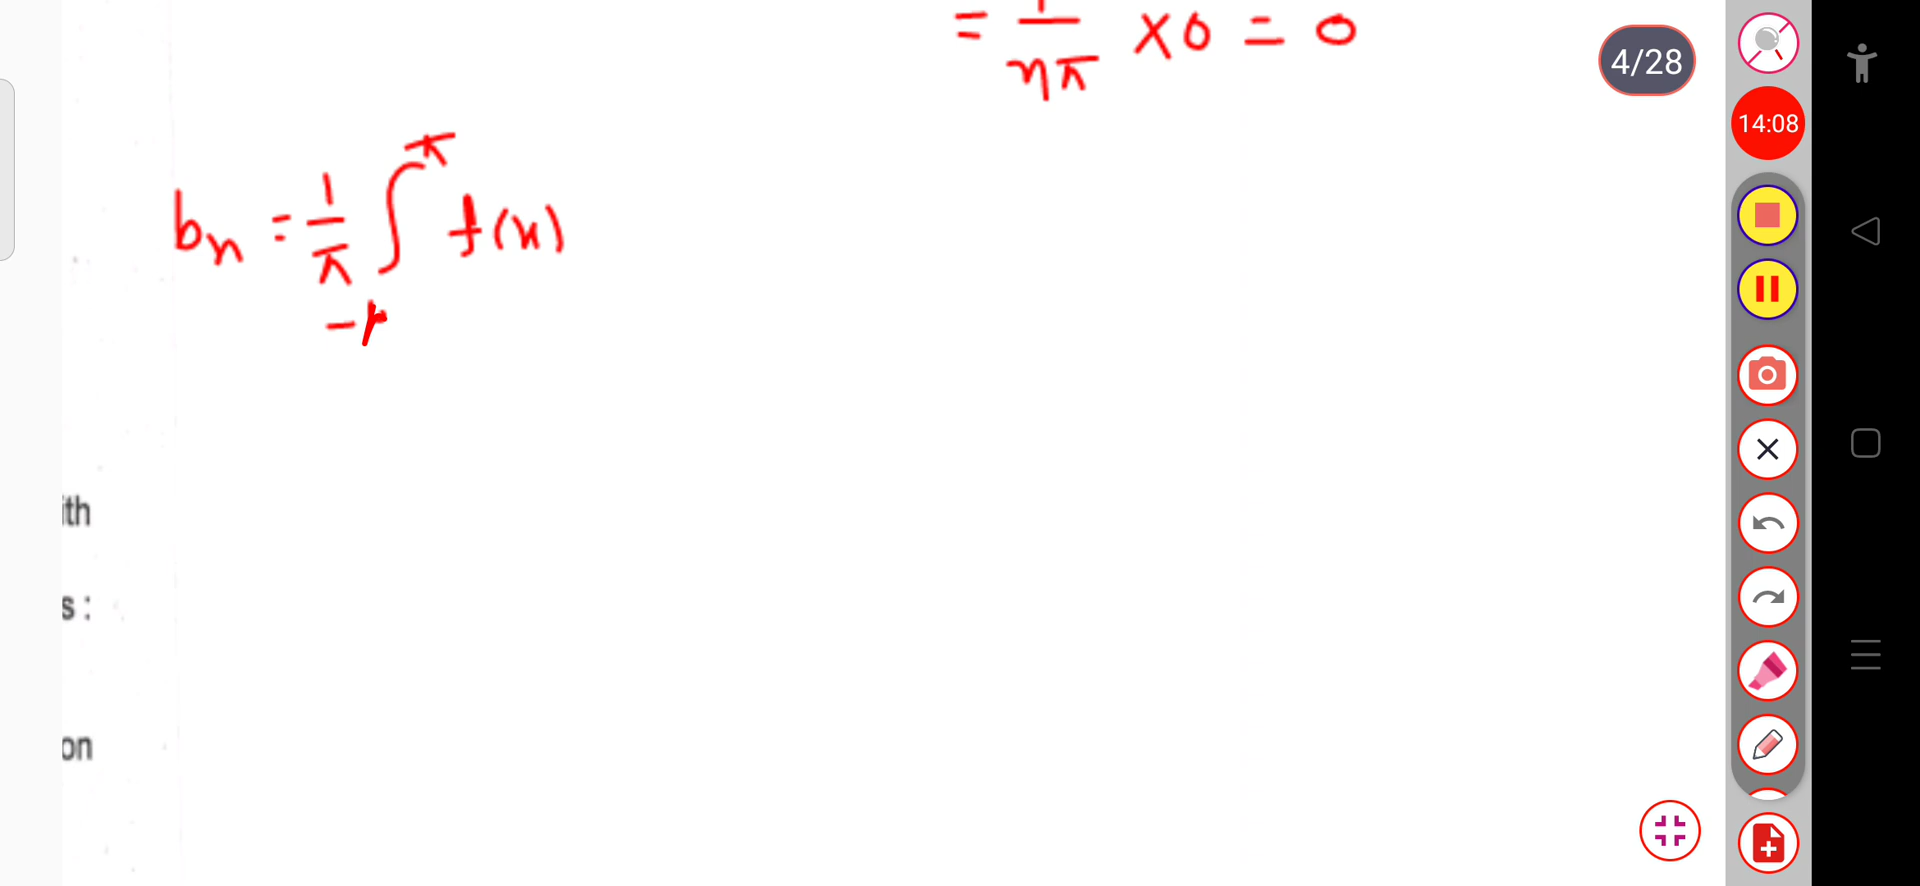 = 1/nπ × 0 = 0
4/28
14:08
bn = 1/π ∫ π f(x)
ith
s :
on